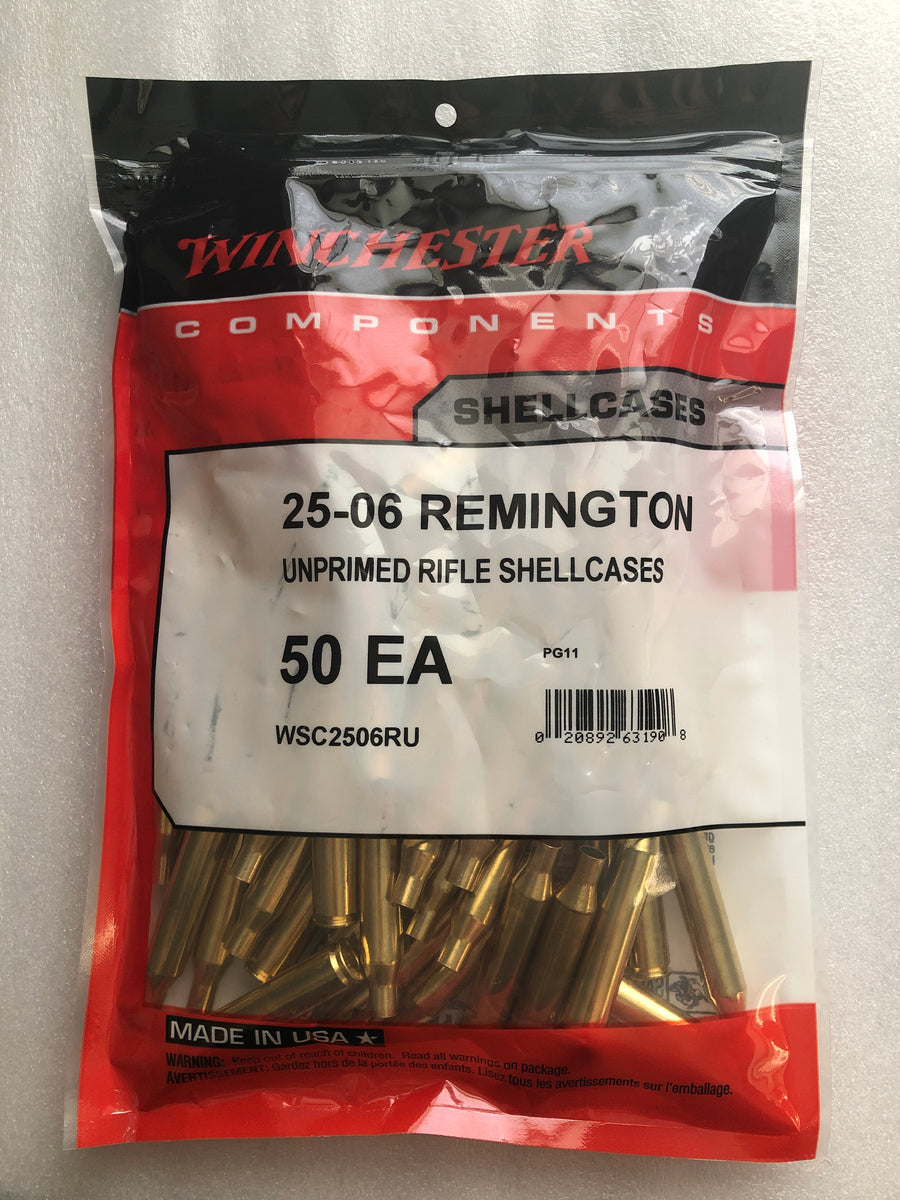 WINCHESTER
COMPONENTS
SHELLCASES
25-06 REMINGTON
UNPRIMED RIFLE SHELLCASES
50 EA
PG11
WSC2506RU
0 20892 63190 8
MADE IN USA
WARNING: Keep out of reach of children. Read all warnings on package.
AVERTISSEMENT: Gardez hors de la portée des enfants. Lisez tous les avertissements sur l'emballage.